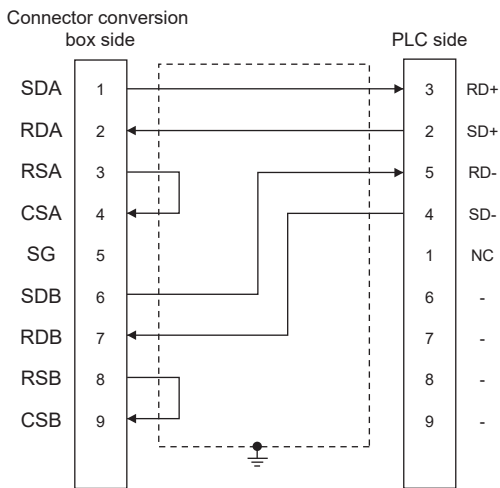 Connector conversion
box side
PLC side
SDA 1 3 RD+
RDA 2 2 SD+
RSA 3 5 RD-
CSA 4 4 SD-
SG 5 1 NC
SDB 6 6 -
RDB 7 7 -
RSB 8 8 -
CSB 9 9 -